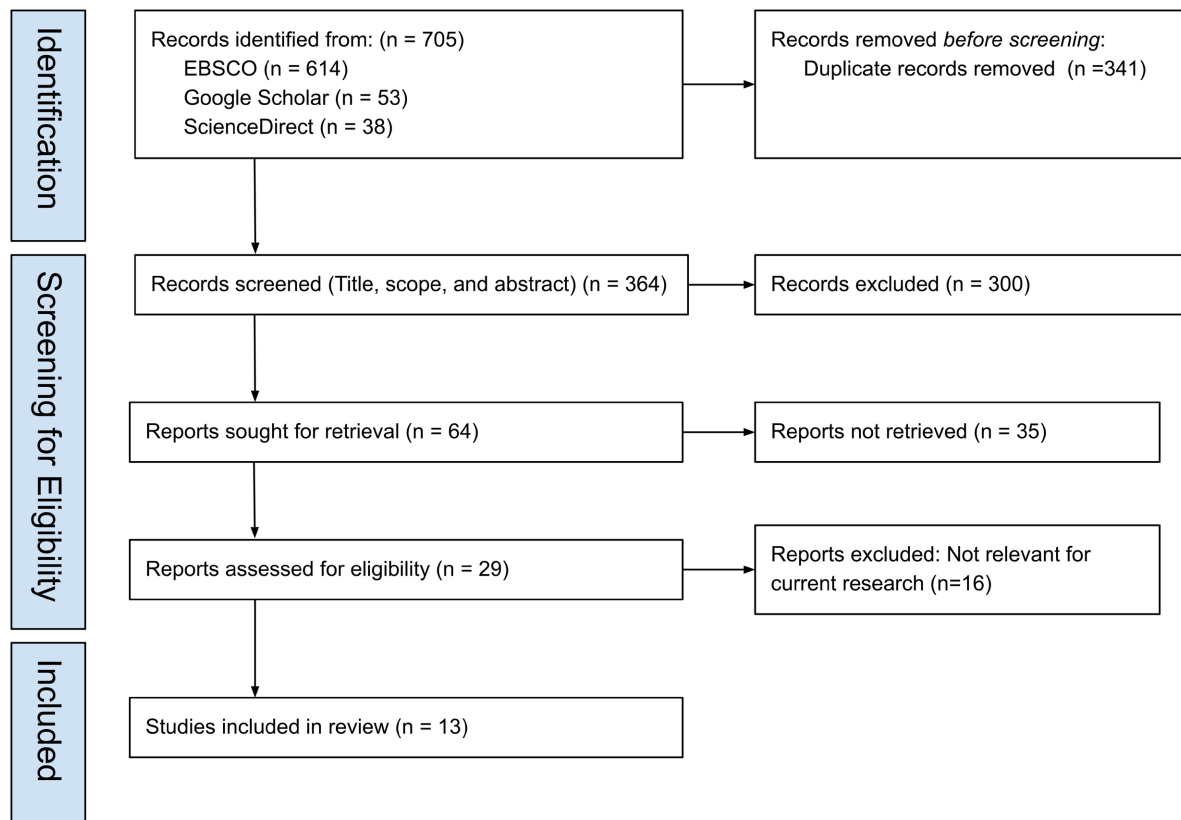 Identification
Records identified from: (n = 705)
EBSCO (n = 614)
Google Scholar (n = 53)
ScienceDirect (n = 38)
Records removed before screening:
Duplicate records removed (n =341)
Screening for Eligibility
Records screened (Title, scope, and abstract) (n = 364)
Records excluded (n = 300)
Reports sought for retrieval (n = 64)
Reports not retrieved (n = 35)
Reports assessed for eligibility (n = 29)
Reports excluded: Not relevant for
current research (n=16)
Included
Studies included in review (n = 13)